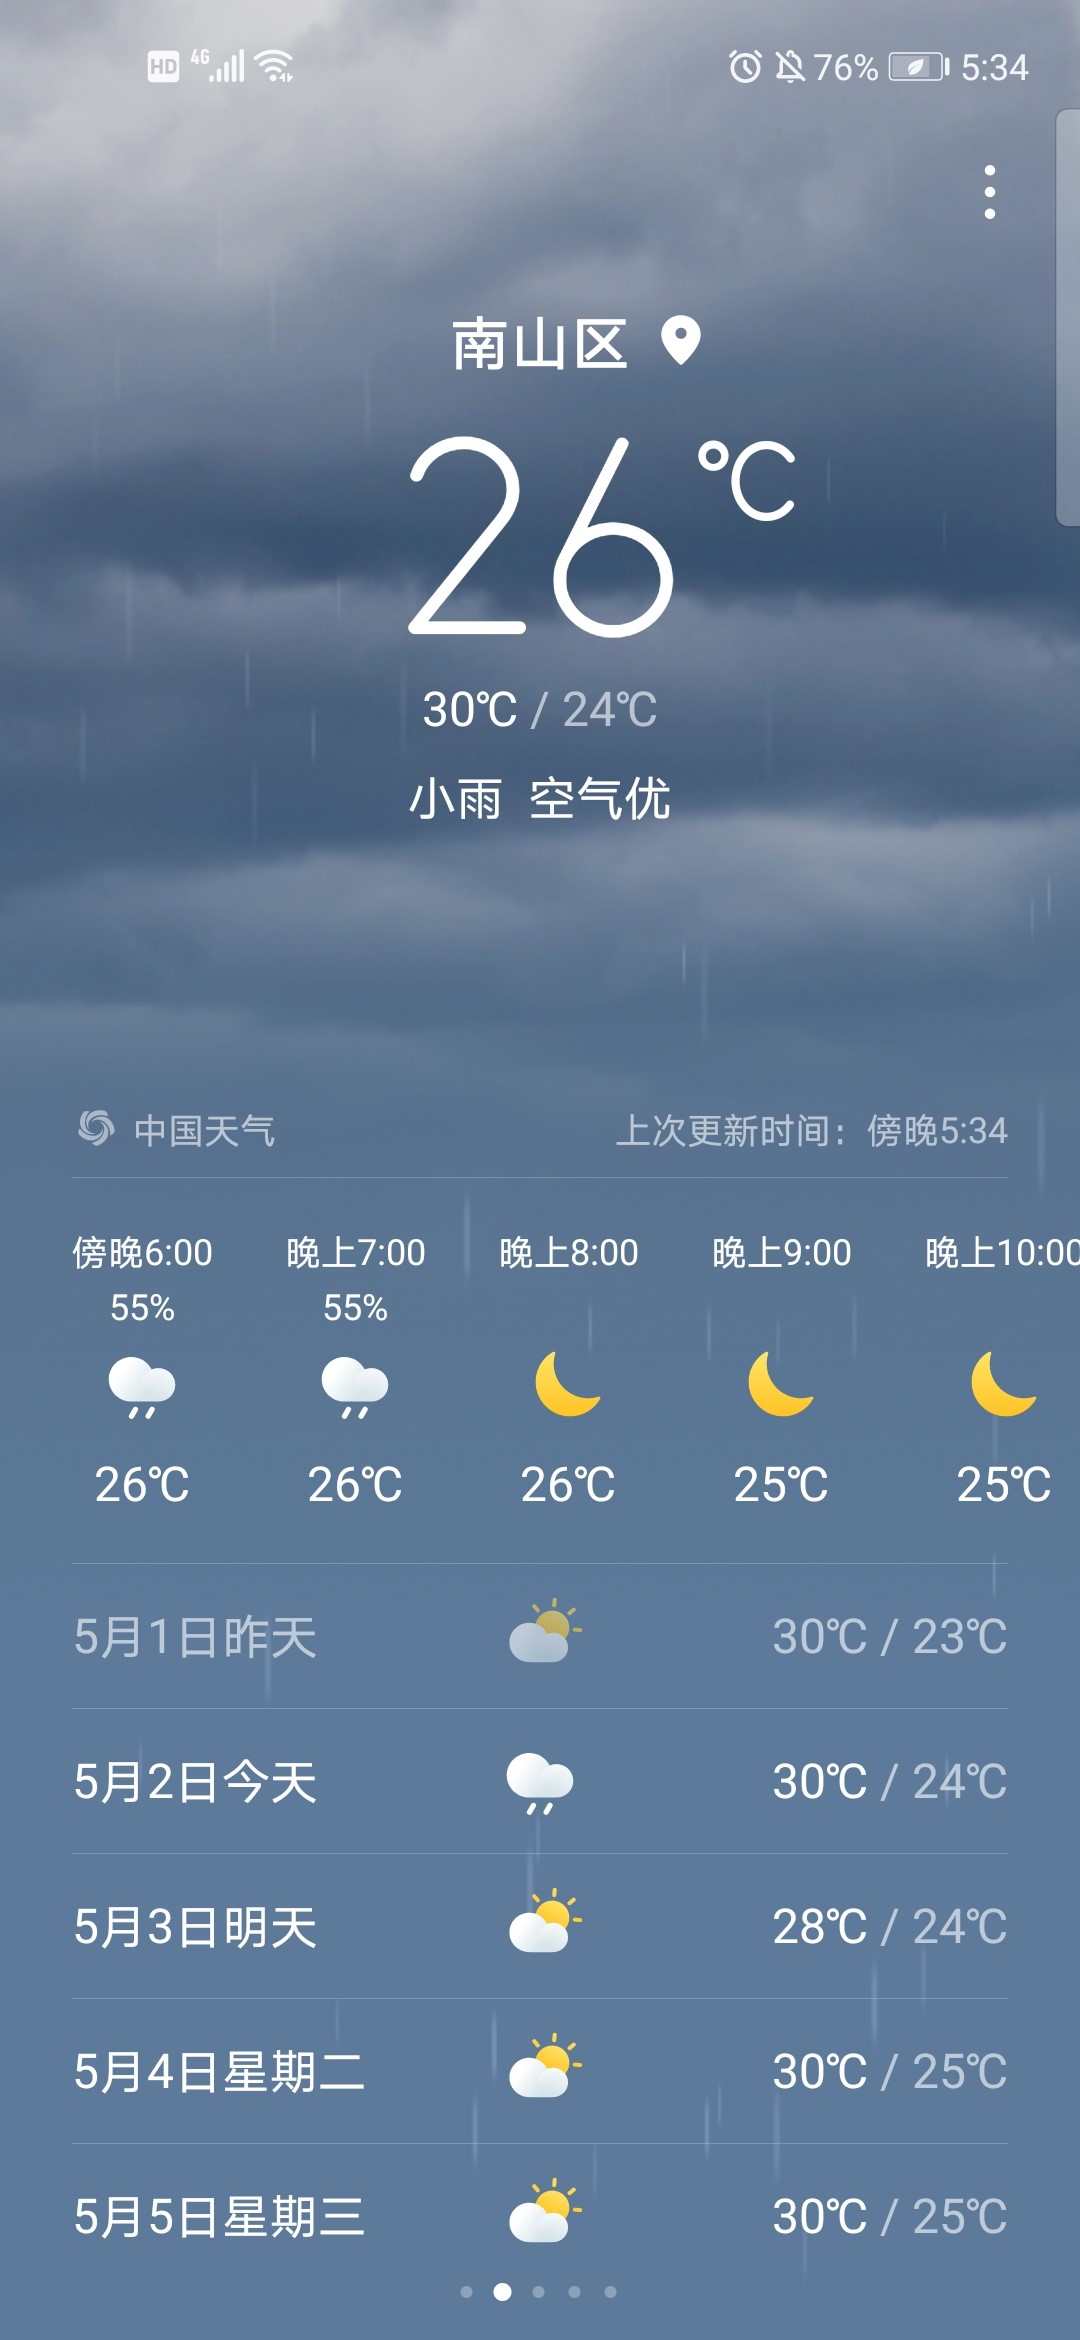 HD 4G 76% 5:34
南山区
26℃
30℃ / 24℃
小雨 空气优
中国天气 上次更新时间：傍晚5:34
傍晚6:00 晚上7:00 晚上8:00 晚上9:00 晚上10:00
55% 55%
26℃ 26℃ 26℃ 25℃ 25℃
5月1日昨天 30℃ / 23℃
5月2日今天 30℃ / 24℃
5月3日明天 28℃ / 24℃
5月4日星期二 30℃ / 25℃
5月5日星期三 30℃ / 25℃